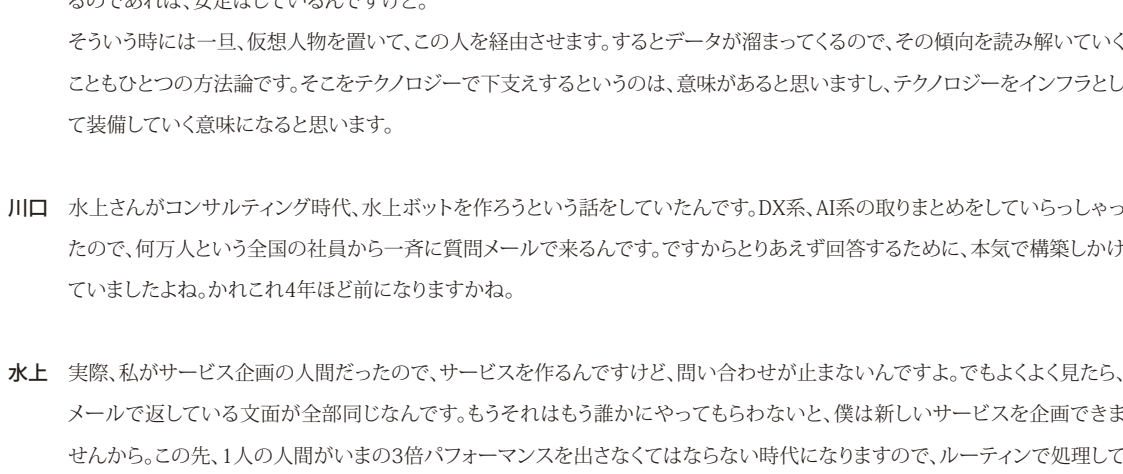 るのであれば、安定はしているんですけど。
そういう時には一旦、仮想人物を置いて、この人を経由させます。するとデータが溜まってくるので、その傾向を読み解いていく
こともひとつの方法論です。そこをテクノロジーで下支えするというのは、意味があると思いますし、テクノロジーをインフラとし
て装備していく意味になると思います。
川口 水上さんがコンサルティング時代、水上ボットを作ろうという話をしていたんです。DX系、AI系の取りまとめをしていらっしゃっ
たので、何万人という全国の社員から一斉に質問メールで来るんです。ですからとりあえず回答するために、本気で構築しかけ
ていましたよね。かれこれ4年ほど前になりますかね。
水上 実際、私がサービス企画の人間だったので、サービスを作るんですけど、問い合わせが止まないんですよ。でもよくよく見たら、
メールで返している文面が全部同じなんです。もうそれはもう誰かにやってもらわないと、僕は新しいサービスを企画できま
せんから。この先、1人の人間がいまの3倍パフォーマンスを出さなくてはならない時代になりますので、ルーティンで処理して